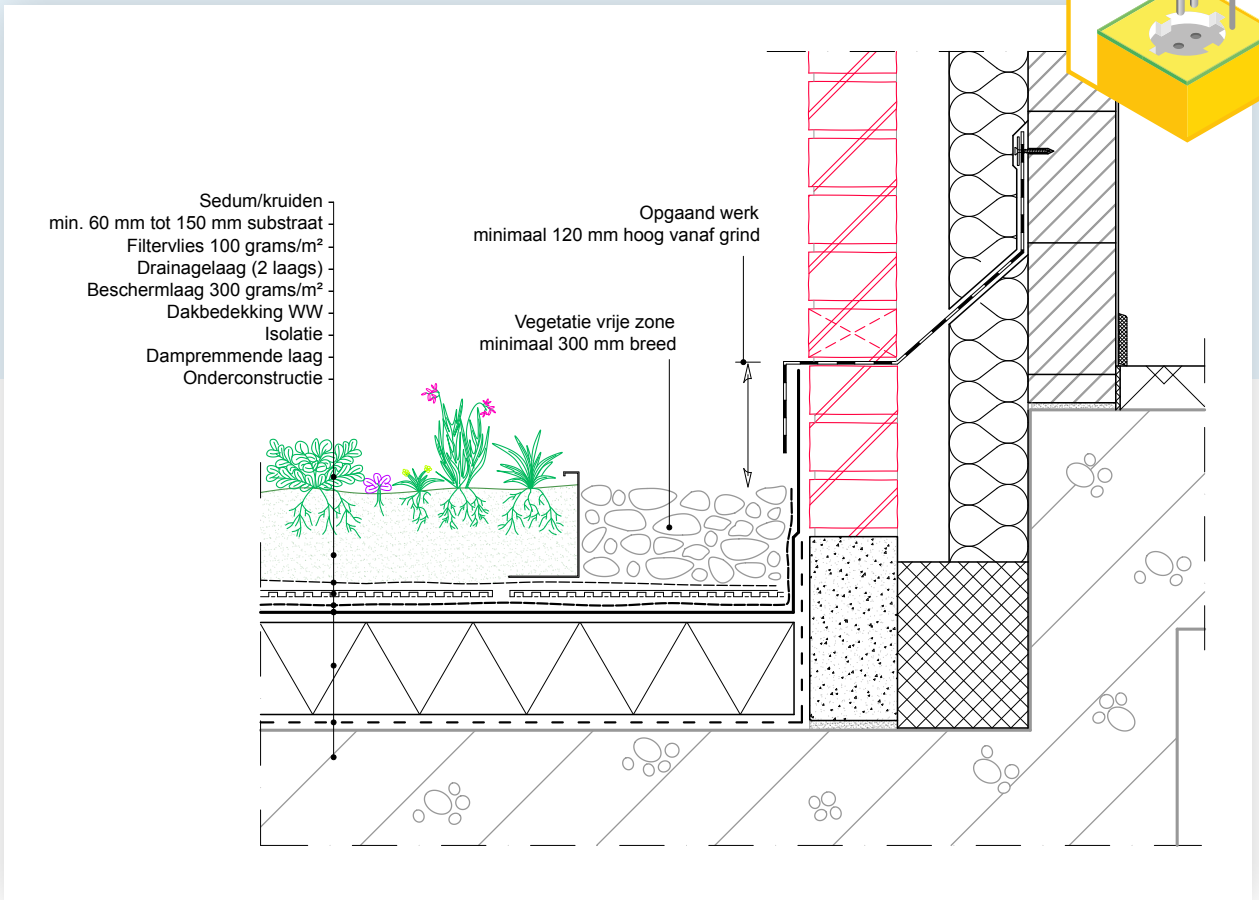 Sedum/kruiden
min. 60 mm tot 150 mm substraat
Filtervlies 100 grams/m²
Drainagelaag (2 laags)
Beschermlaag 300 grams/m²
Dakbedekking WW
Isolatie
Dampremmende laag
Onderconstructie
Opgaand werk
minimaal 120 mm hoog vanaf grind
Vegetatie vrije zone
minimaal 300 mm breed